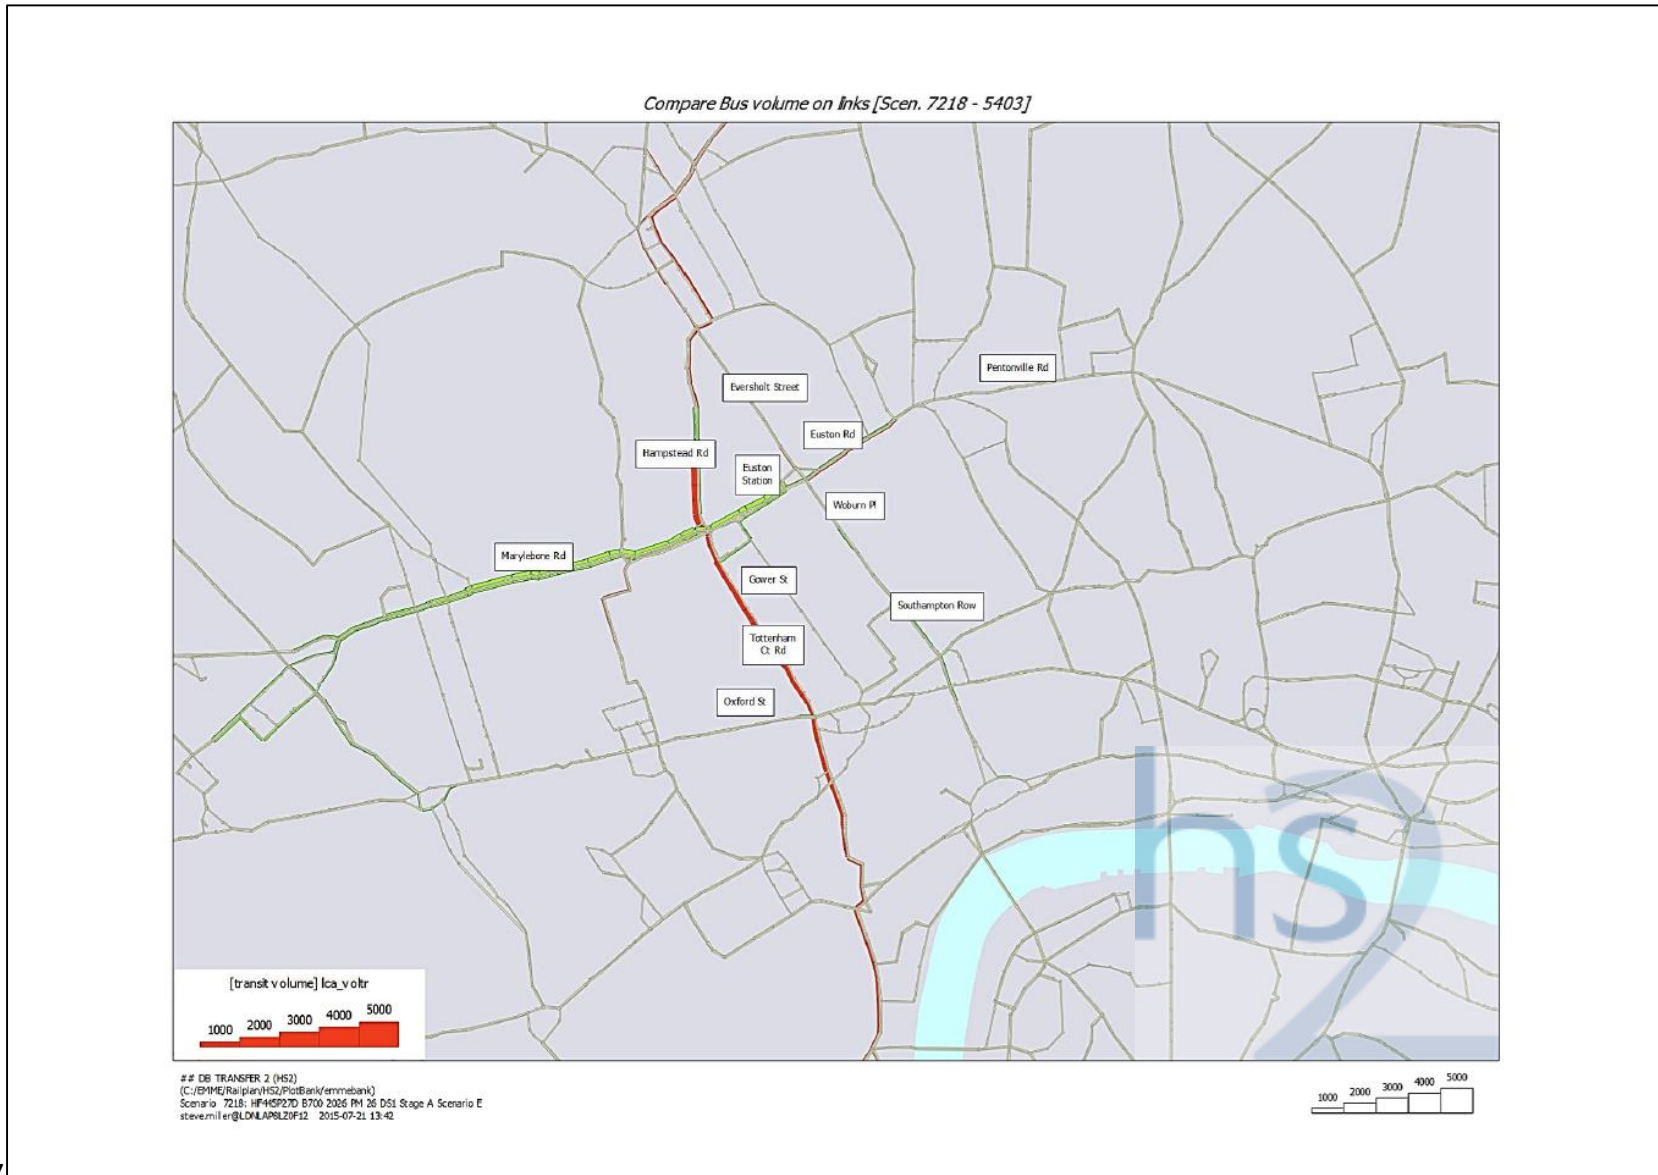 Compare Bus volume on links [Scen. 7218 - 5403]
Pentonville Rd
Eversholt Street
Euston Rd
Hampstead Rd
Euston
Station
Woburn Pl
Marylebone Rd
Gower St
Southampton Row
Tottenham
Ct Rd
Oxford St
hs2
[transit volume] lca_voltr
1000 2000 3000 4000 5000
## DB TRANSFER 2 (HS2)
(C:/EMME/Railplan/HS2/PlotBank/emmebank)
Scenario 7218: HF44SP27D B700 2026 PM 26 DS1 Stage A Scenario E
1000 2000 3000 4000 5000
2015-07-21 13:42